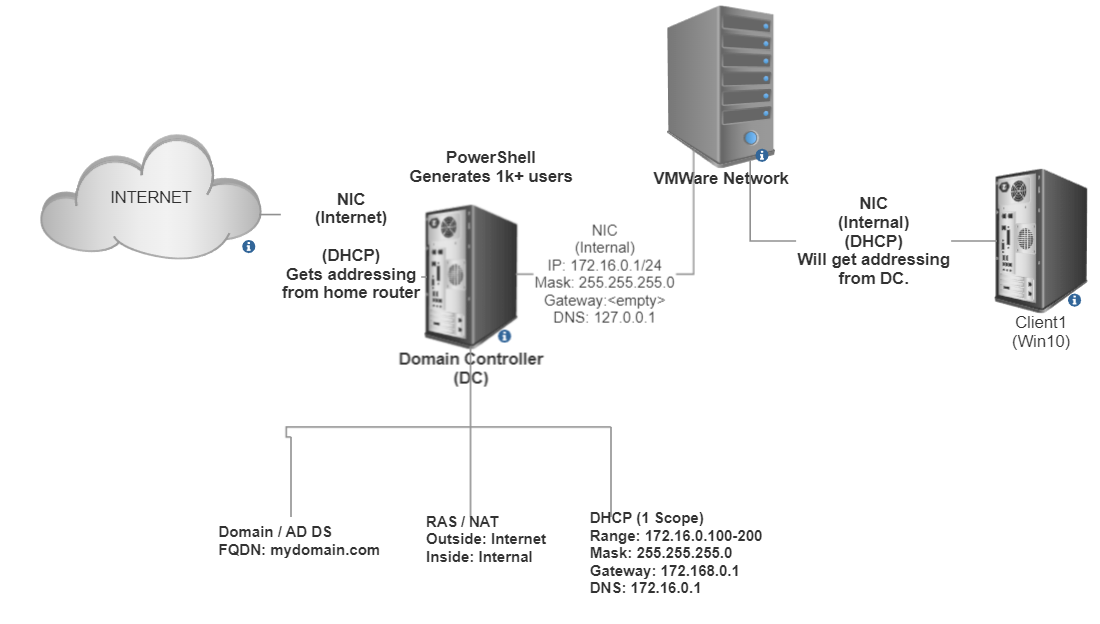 INTERNET
NIC
(Internet)
(DHCP)
Gets addressing
from home router
PowerShell
Generates 1k+ users
Domain Controller
(DC)
NIC
(Internal)
IP: 172.16.0.1/24
Mask: 255.255.255.0
Gateway:<empty>
DNS: 127.0.0.1
VMWare Network
NIC
(Internal)
(DHCP)
Will get addressing
from DC.
Client1
(Win10)
Domain / AD DS
FQDN: mydomain.com
RAS / NAT
Outside: Internet
Inside: Internal
DHCP (1 Scope)
Range: 172.16.0.100-200
Mask: 255.255.255.0
Gateway: 172.168.0.1
DNS: 172.16.0.1